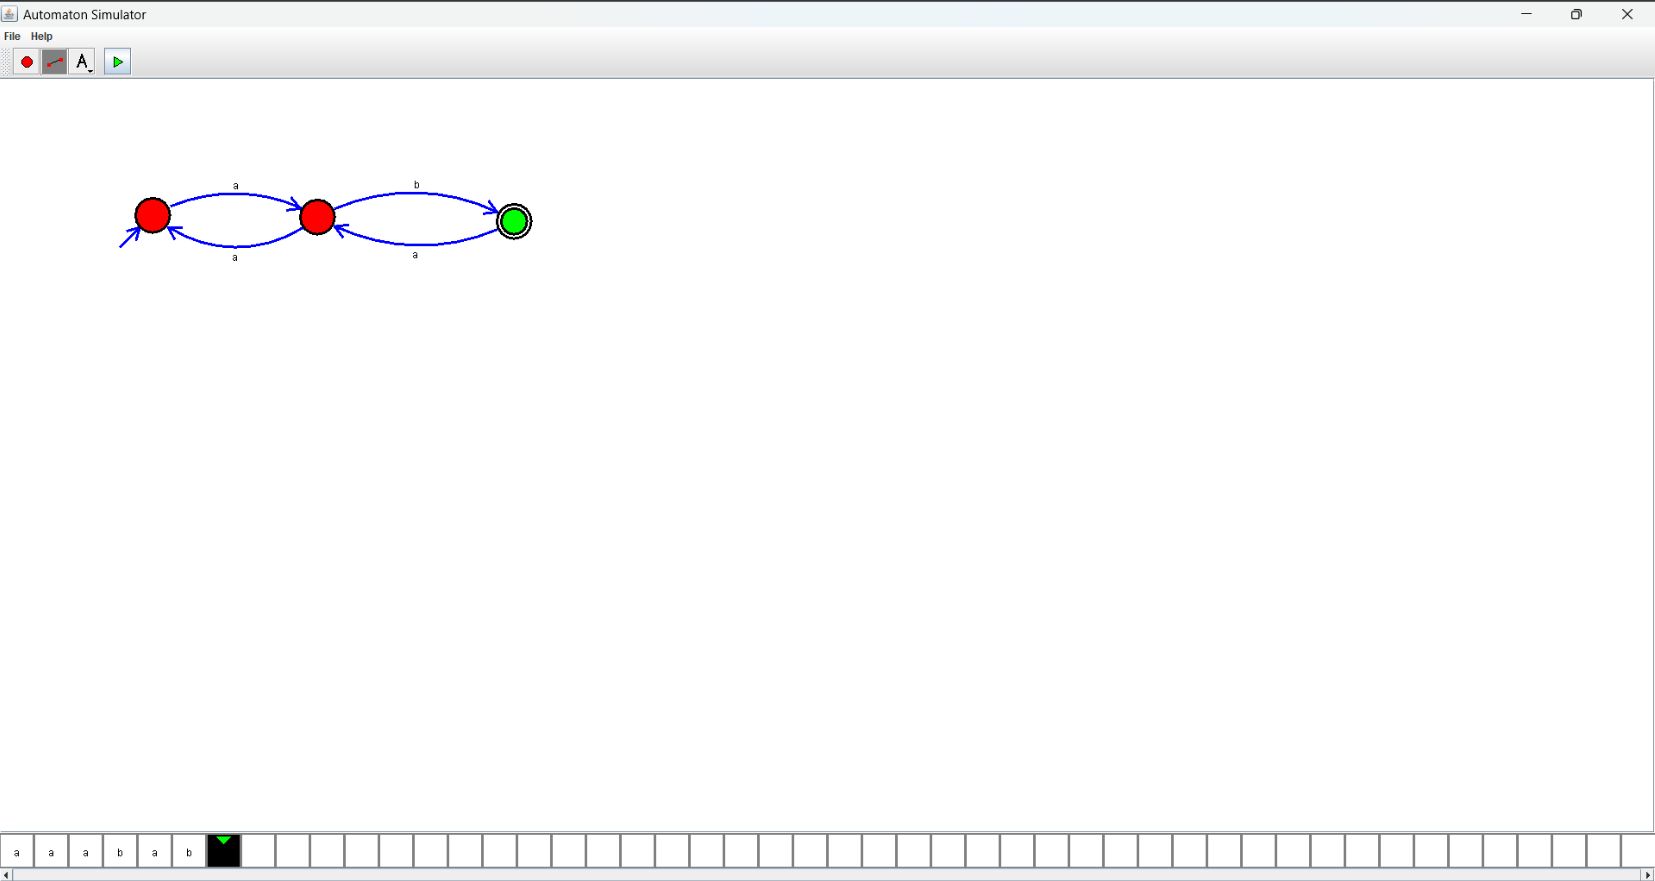 Automaton Simulator
File Help
A
a b
a a
a a a b a b